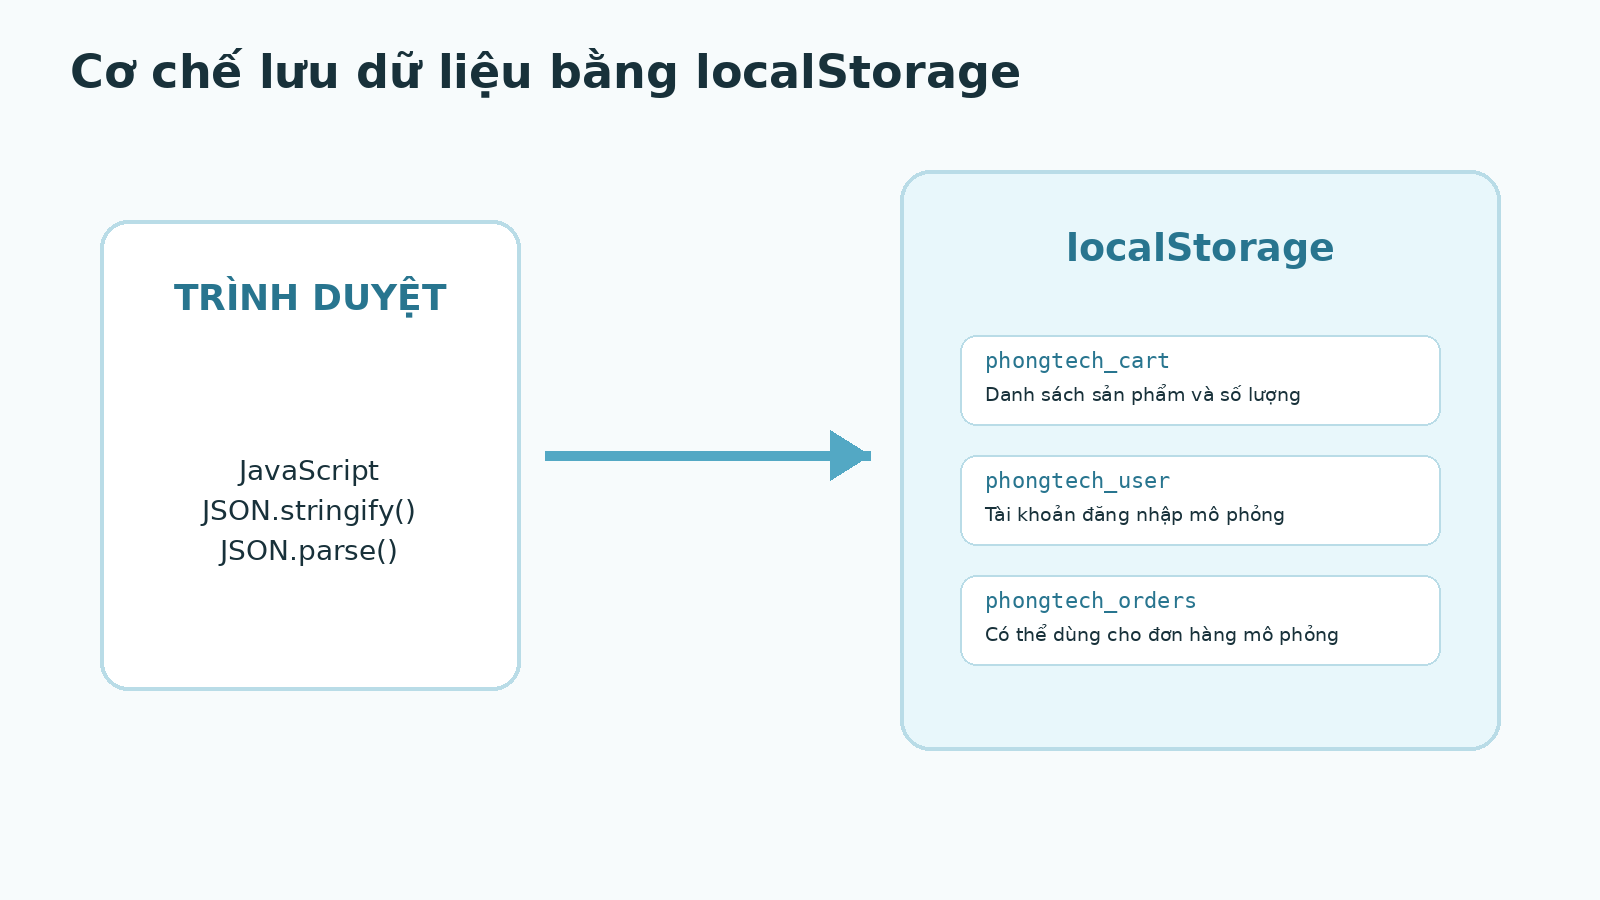 Cơ chế lưu dữ liệu bằng localStorage
TRÌNH DUYỆT
JavaScript
JSON.stringify()
JSON.parse()
localStorage
phongtech_cart
Danh sách sản phẩm và số lượng
phongtech_user
Tài khoản đăng nhập mô phỏng
phongtech_orders
Có thể dùng cho đơn hàng mô phỏng